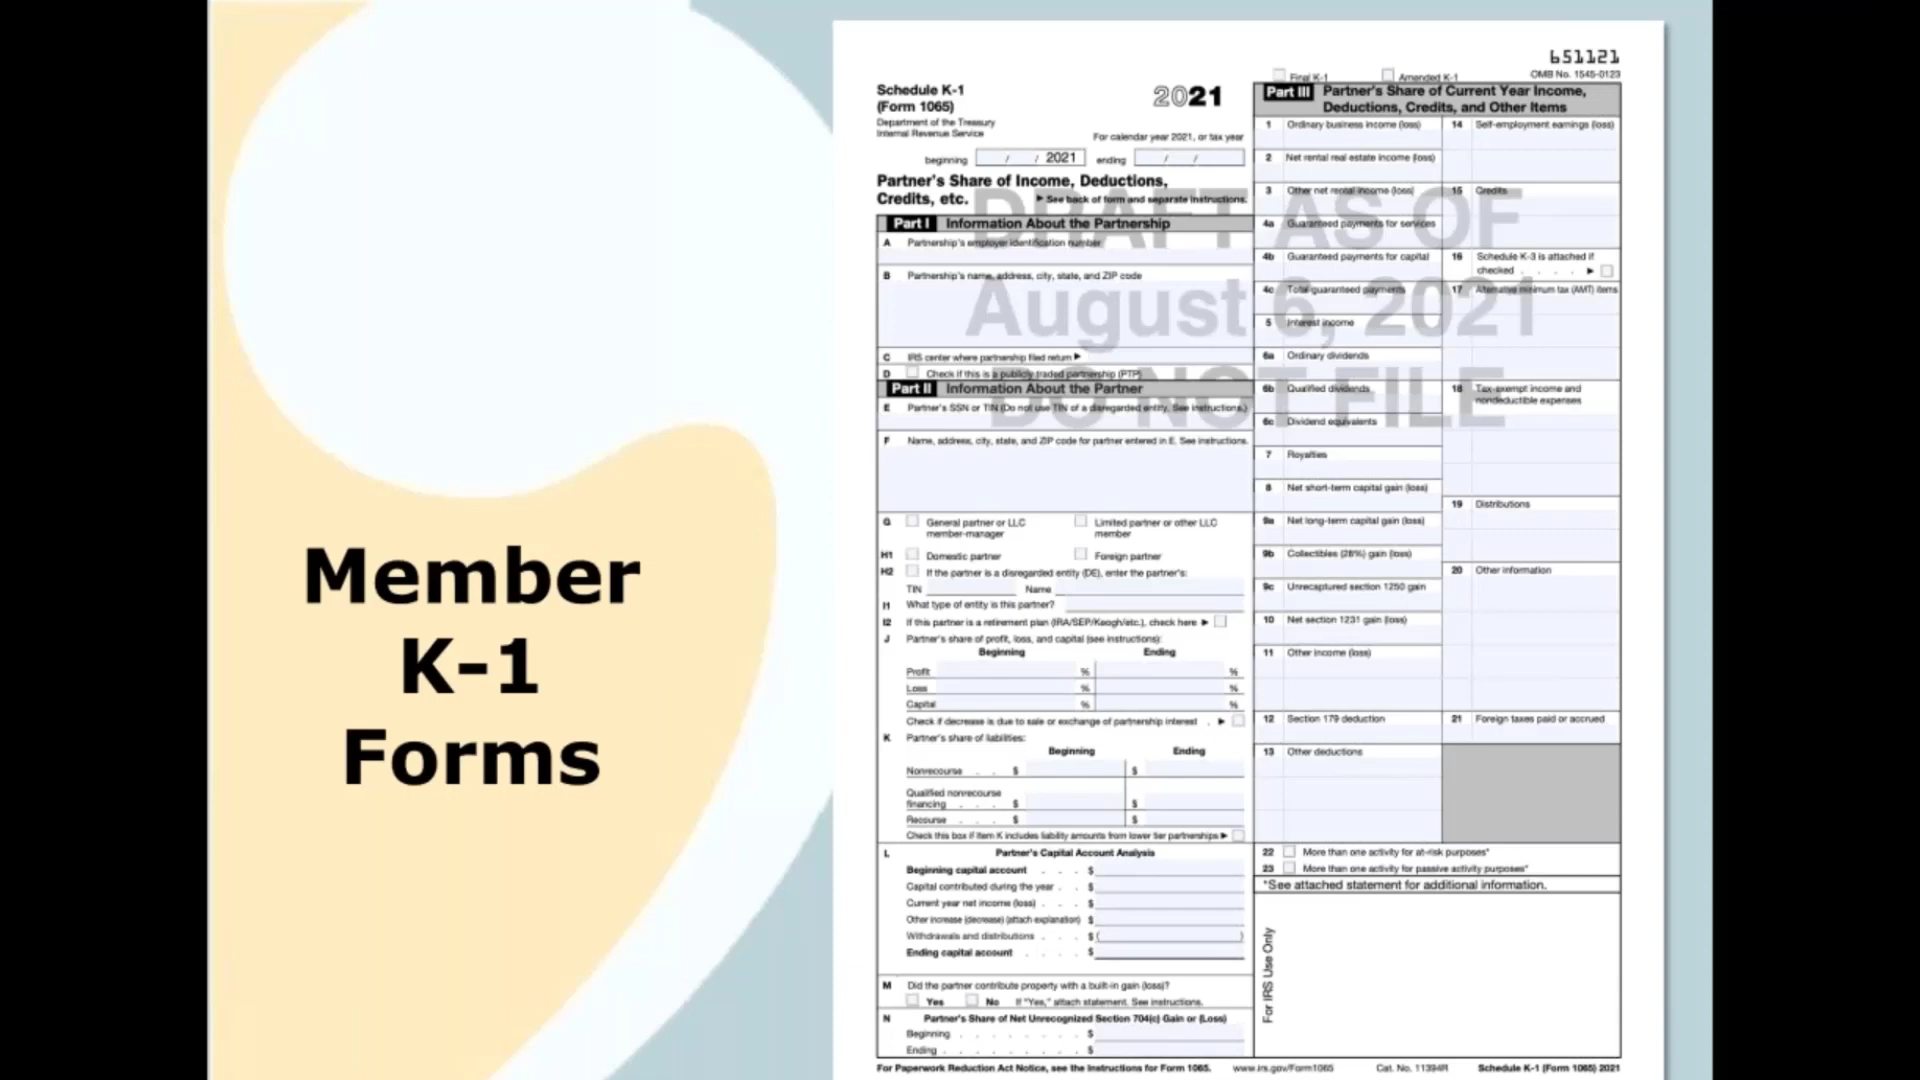 Member
K-1
Forms
651121
OMB No. 1545-0123
Final K-1
Amended K-1
Schedule K-1
(Form 1065)
2021
Department of the Treasury
Internal Revenue Service
For calendar year 2021, or tax year
beginning / / 2021 ending / /
Partner's Share of Income, Deductions,
Credits, etc.
► See back of form and separate instructions.
DRAFT AS OF
August 6, 2021
DO NOT FILE
Part I Information About the Partnership
A Partnership's employer identification number
B Partnership's name, address, city, state, and ZIP code
C IRS center where partnership filed return ►
D Check if this is a publicly traded partnership (PTP)
Part II Information About the Partner
E Partner's SSN or TIN (Do not use TIN of a disregarded entity. See instructions.)
F Name, address, city, state, and ZIP code for partner entered in E. See instructions.
G General partner or LLC
member-manager
Limited partner or other LLC
member
H1 Domestic partner Foreign partner
H2 If the partner is a disregarded entity (DE), enter the partner's:
TIN Name
I1 What type of entity is this partner?
I2 If this partner is a retirement plan (IRA/SEP/Keogh/etc.), check here ►
J Partner's share of profit, loss, and capital (see instructions):
Beginning Ending
Profit % %
Loss % %
Capital % %
Check if decrease is due to sale or exchange of partnership interest . ►
K Partner's share of liabilities:
Beginning Ending
Nonrecourse . . $ $
Qualified nonrecourse
financing . . . $ $
Recourse . . . $ $
Check this box if item K includes liability amounts from lower tier partnerships ►
L Partner's Capital Account Analysis
Beginning capital account . . . $
Capital contributed during the year . . $
Current year net income (loss) . . . $
Other increase (decrease) (attach explanation) $
Withdrawals and distributions . . . $ ( )
Ending capital account . . . . $
M Did the partner contribute property with a built-in gain (loss)?
Yes No If "Yes," attach statement. See instructions.
N Partner's Share of Net Unrecognized Section 704(c) Gain or (Loss)
Beginning . . . . . . . . $
Ending . . . . . . . . . $
Part III Partner's Share of Current Year Income,
Deductions, Credits, and Other Items
1 Ordinary business income (loss)
2 Net rental real estate income (loss)
3 Other net rental income (loss)
4a Guaranteed payments for services
4b Guaranteed payments for capital
4c Total guaranteed payments
5 Interest income
6a Ordinary dividends
6b Qualified dividends
6c Dividend equivalents
7 Royalties
8 Net short-term capital gain (loss)
9a Net long-term capital gain (loss)
9b Collectibles (28%) gain (loss)
9c Unrecaptured section 1250 gain
10 Net section 1231 gain (loss)
11 Other income (loss)
12 Section 179 deduction
13 Other deductions
14 Self-employment earnings (loss)
15 Credits
16 Schedule K-3 is attached if
checked . . . . ►
17 Alternative minimum tax (AMT) items
18 Tax-exempt income and
nondeductible expenses
19 Distributions
20 Other information
21 Foreign taxes paid or accrued
22 More than one activity for at-risk purposes*
23 More than one activity for passive activity purposes*
*See attached statement for additional information.
For IRS Use Only
For Paperwork Reduction Act Notice, see the Instructions for Form 1065. www.irs.gov/Form1065 Cat. No. 11394R Schedule K-1 (Form 1065) 2021